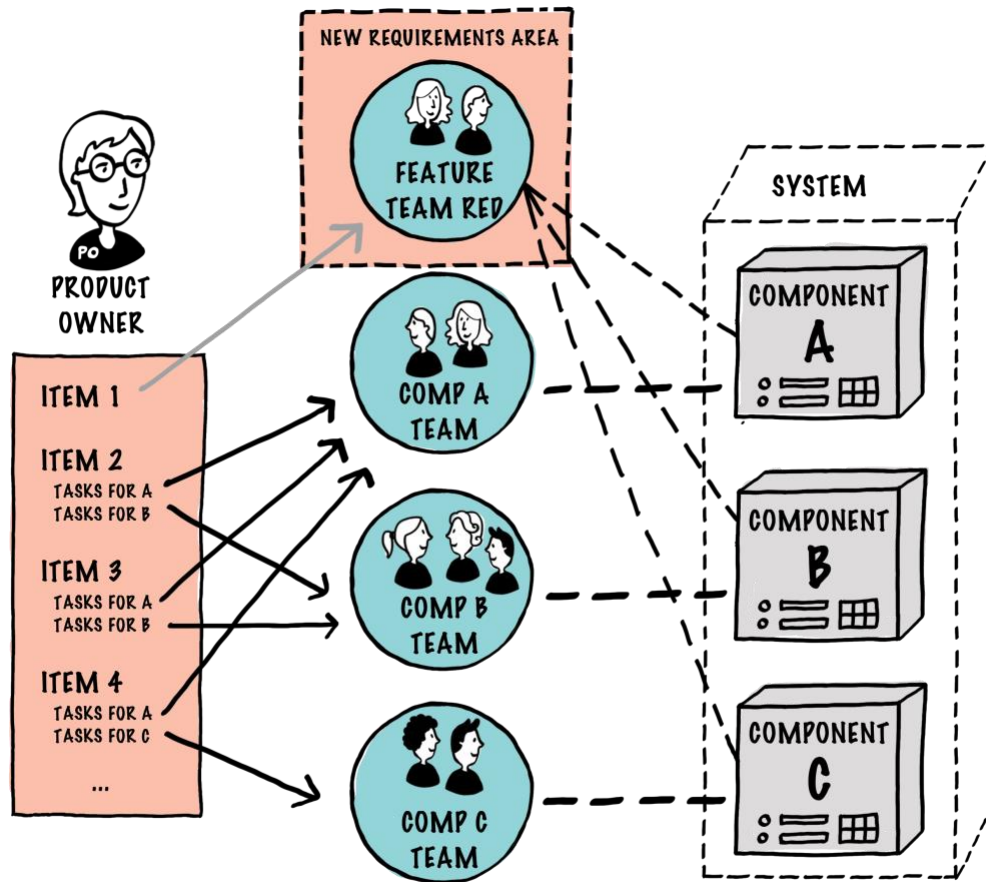 NEW REQUIREMENTS AREA
FEATURE
TEAM RED
PO
PRODUCT
OWNER
ITEM 1
ITEM 2
TASKS FOR A
TASKS FOR B
ITEM 3
TASKS FOR A
TASKS FOR B
ITEM 4
TASKS FOR A
TASKS FOR C
...
COMP A
TEAM
COMP B
TEAM
COMP C
TEAM
SYSTEM
COMPONENT
A
COMPONENT
B
COMPONENT
C